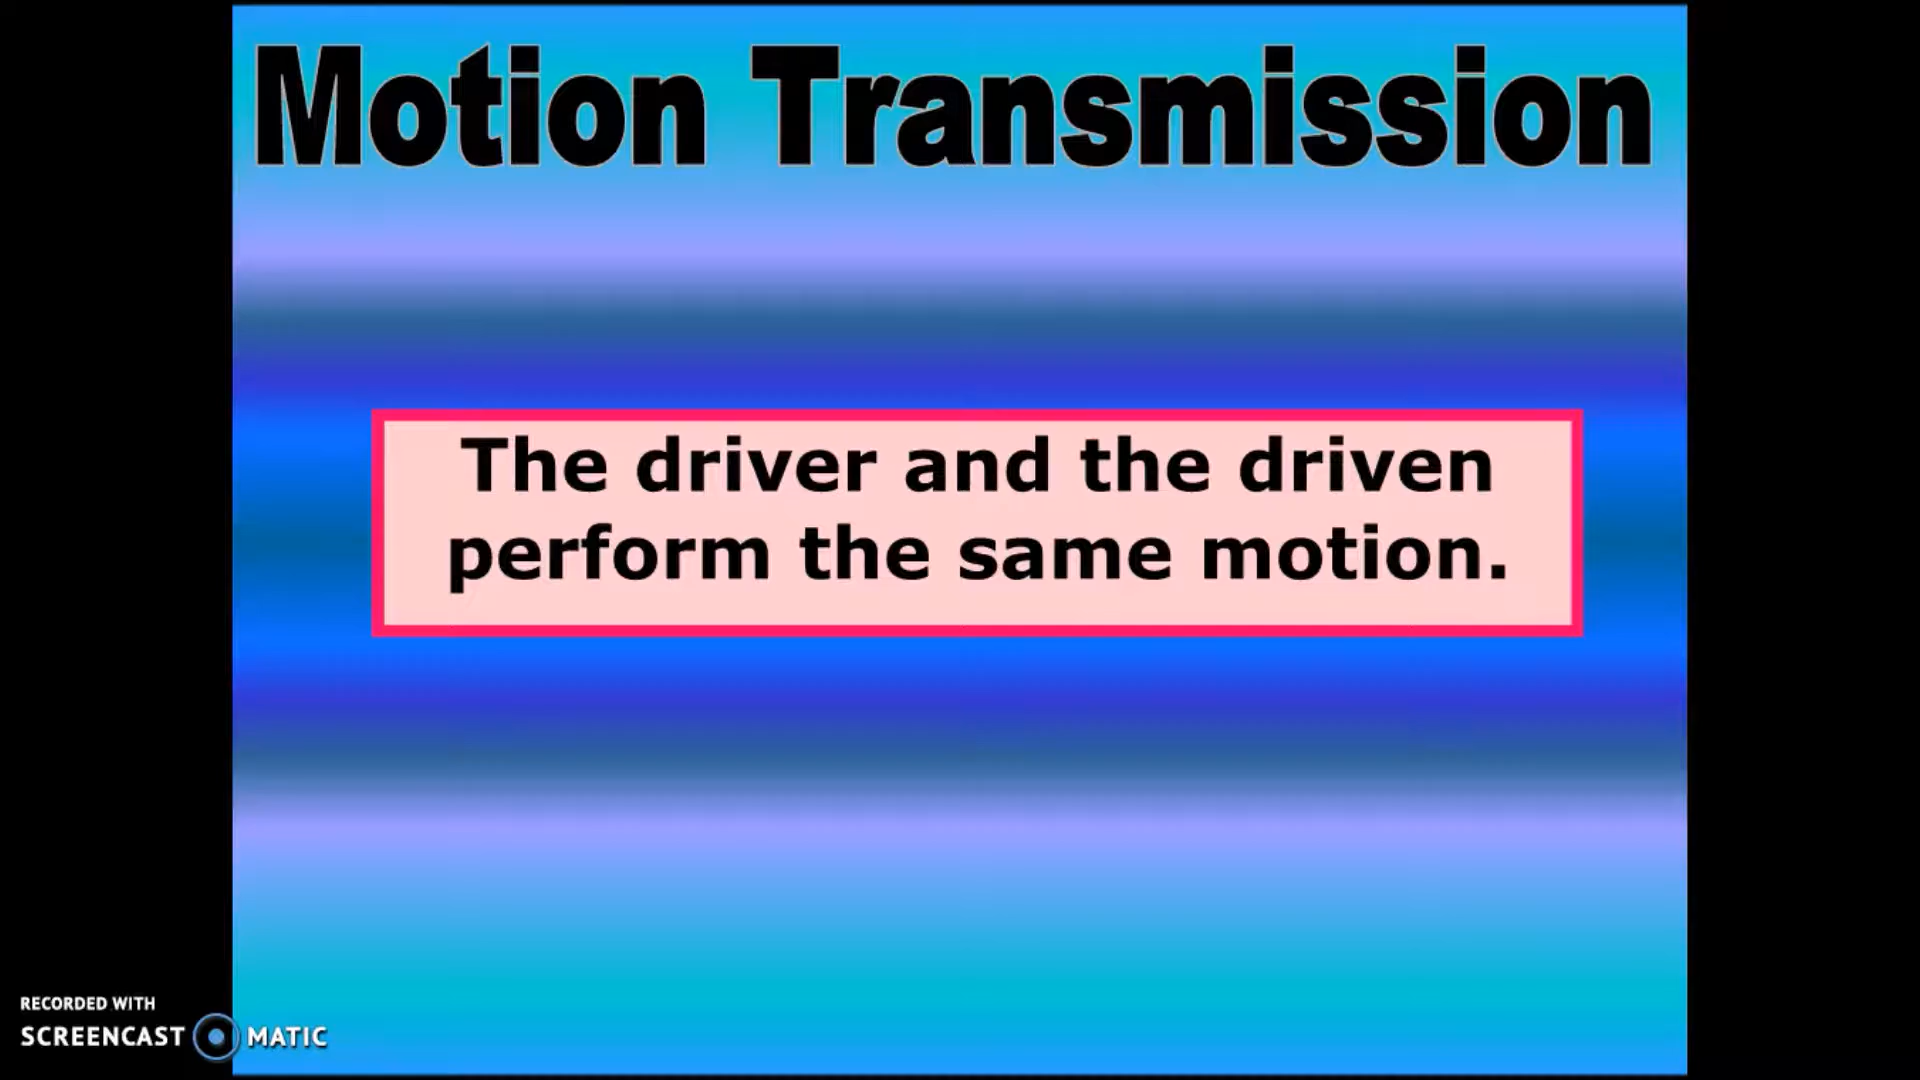 Motion Transmission
The driver and the driven
perform the same motion.
RECORDED WITH
SCREENCAST MATIC